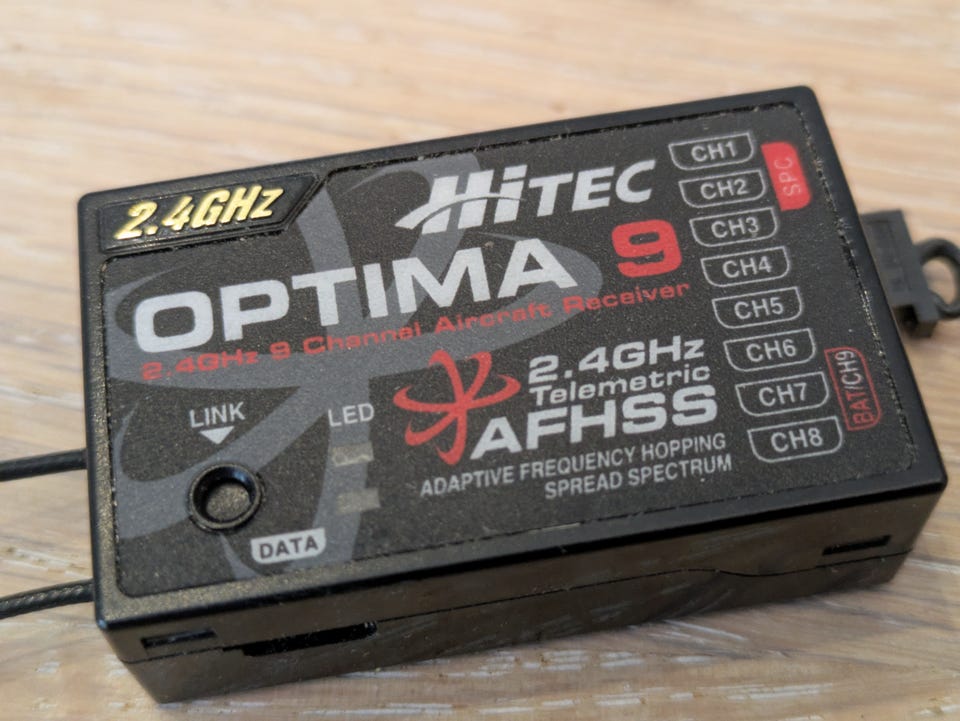 2.4GHz
HiTEC
OPTIMA 9
2.4GHz 9 Channel Aircraft Receiver
2.4GHz
Telemetric
AFHSS
ADAPTIVE FREQUENCY HOPPING
SPREAD SPECTRUM
LINK
LED
DATA
CH1
CH2
CH3
CH4
CH5
CH6
CH7
CH8
SPC
BAT/CH9